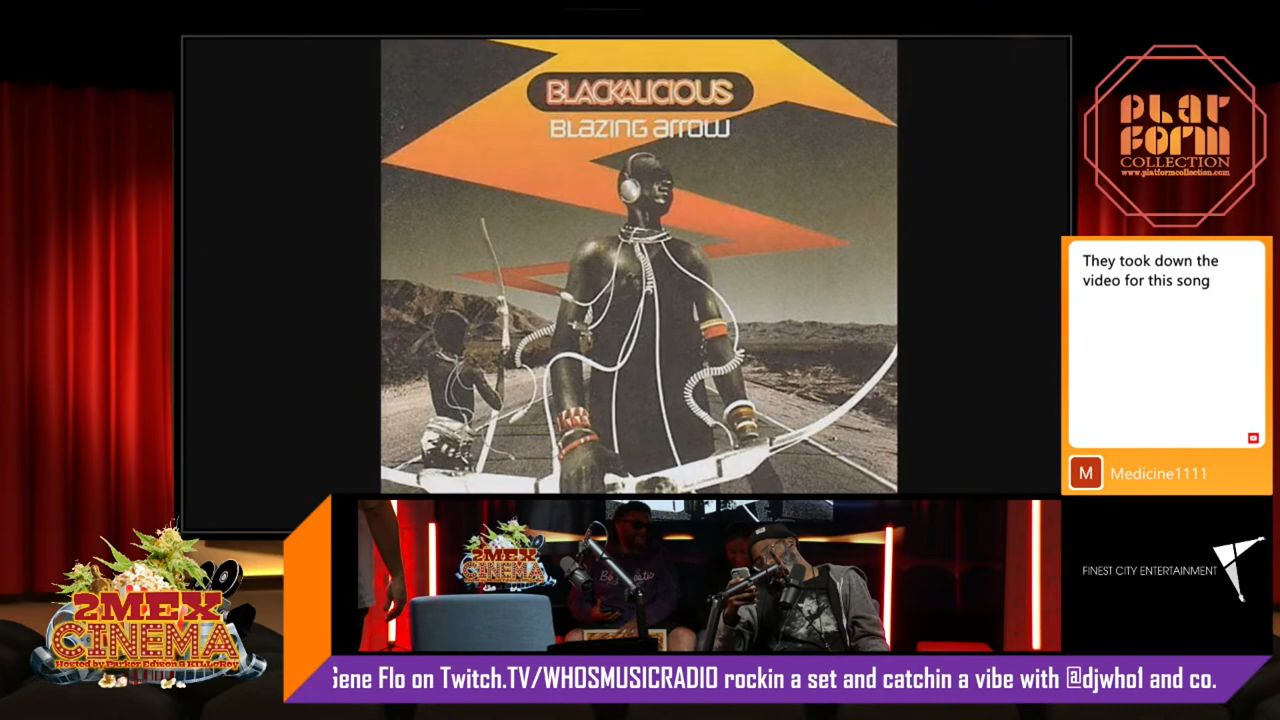 BLACKALICIOUS
BLAZING ARROW
PLAT
FORM
COLLECTION
www.platformcollection.com
They took down the
video for this song
M
Medicine1111
2MEX
CINEMA
FINEST CITY ENTERTAINMENT
2MEX
CINEMA
Hosted by Parker Edison & KILLeRoy
Gene Flo on Twitch.TV/WHOSMUSICRADIO rockin a set and catchin a vibe with @djwho1 and co.